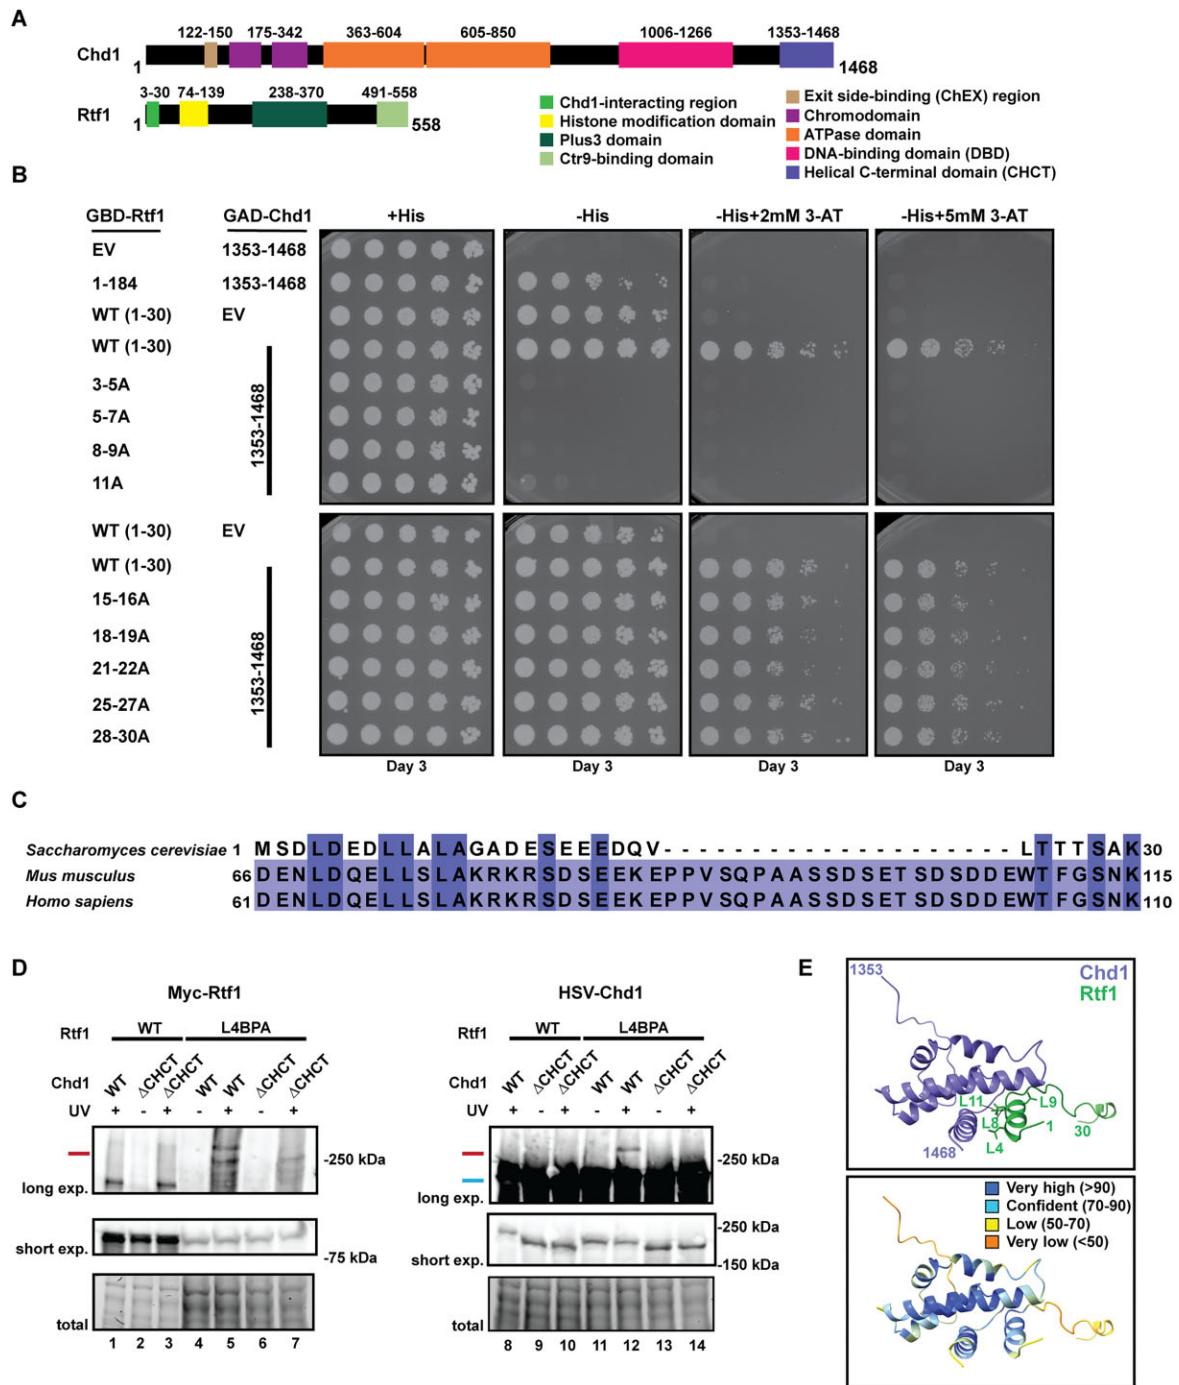 A
122-150 175-342 363-604 605-850 1006-1266 1353-1468
Chd1
1 1468
3-30 74-139 238-370 491-558
Rtf1
1 558
Chd1-interacting region
Histone modification domain
Plus3 domain
Ctr9-binding domain
Exit side-binding (ChEX) region
Chromodomain
ATPase domain
DNA-binding domain (DBD)
Helical C-terminal domain (CHCT)
B
GBD-Rtf1 GAD-Chd1 +His -His -His+2mM 3-AT -His+5mM 3-AT
EV 1353-1468
1-184 1353-1468
WT (1-30) EV
WT (1-30)
3-5A
5-7A
8-9A
11A
1353-1468
WT (1-30) EV
WT (1-30)
15-16A
18-19A
21-22A
25-27A
28-30A
1353-1468
Day 3 Day 3 Day 3 Day 3
C
Saccharomyces cerevisiae 1 MSDLDEDLLALAGADESEEEDQV-------------------LTTTSAK 30
Mus musculus 66 DENLDQELLSLAKRKRSDSEEKEPPVSQPAASSDSETSDSDDEWTFGSNK 115
Homo sapiens 61 DENLDQELLSLAKRKRSDSEEKEPPVSQPAASSDSETSDSDDEWTFGSNK 110
D
Myc-Rtf1
Rtf1 WT L4BPA
Chd1 WT ΔCHCT ΔCHCT WT WT ΔCHCT ΔCHCT
UV + - + - + - +
-250 kDa
long exp.
short exp.
-75 kDa
total
1 2 3 4 5 6 7
HSV-Chd1
Rtf1 WT L4BPA
Chd1 WT ΔCHCT ΔCHCT WT WT ΔCHCT ΔCHCT
UV + - + - + - +
-250 kDa
long exp.
-250 kDa
short exp.
-150 kDa
total
8 9 10 11 12 13 14
E
1353 Chd1
Rtf1
L11 L9
L8
1 30
L4
1468
Very high (>90)
Confident (70-90)
Low (50-70)
Very low (<50)